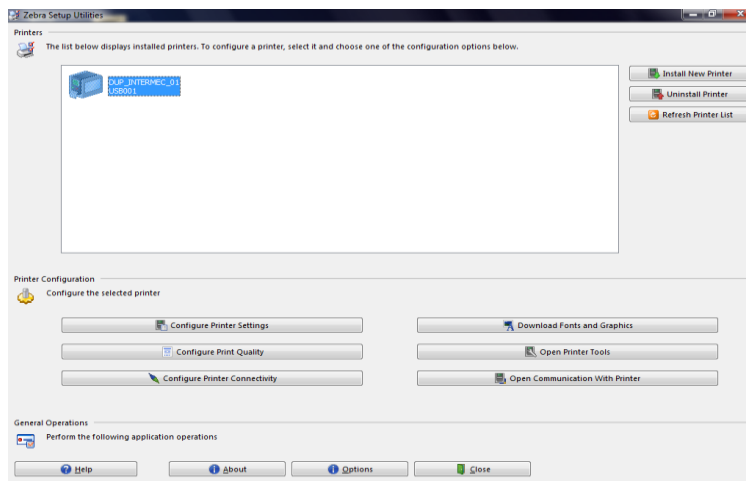 Zebra Setup Utilities
Printers
The list below displays installed printers. To configure a printer, select it and choose one of the configuration options below.
DUP_INTERMEC_01
USB001
Install New Printer
Uninstall Printer
Refresh Printer List
Printer Configuration
Configure the selected printer
Configure Printer Settings
Download Fonts and Graphics
Configure Print Quality
Open Printer Tools
Configure Printer Connectivity
Open Communication With Printer
General Operations
Perform the following application operations
Help
About
Options
Close